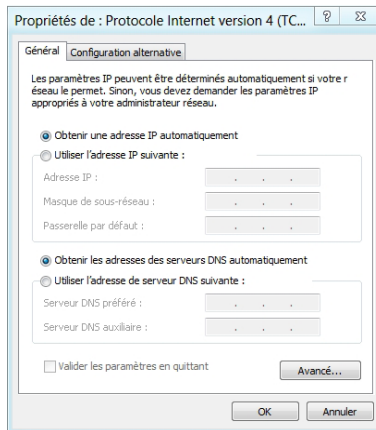 Propriétés de : Protocole Internet version 4 (TC...
Général
Configuration alternative
Les paramètres IP peuvent être déterminés automatiquement si votre r
éseau le permet. Sinon, vous devez demander les paramètres IP
appropriés à votre administrateur réseau.
Obtenir une adresse IP automatiquement
Utiliser l'adresse IP suivante :
Adresse IP :
Masque de sous-réseau :
Passerelle par défaut :
Obtenir les adresses des serveurs DNS automatiquement
Utiliser l'adresse de serveur DNS suivante :
Serveur DNS préféré :
Serveur DNS auxiliaire :
Valider les paramètres en quittant
Avancé...
OK
Annuler